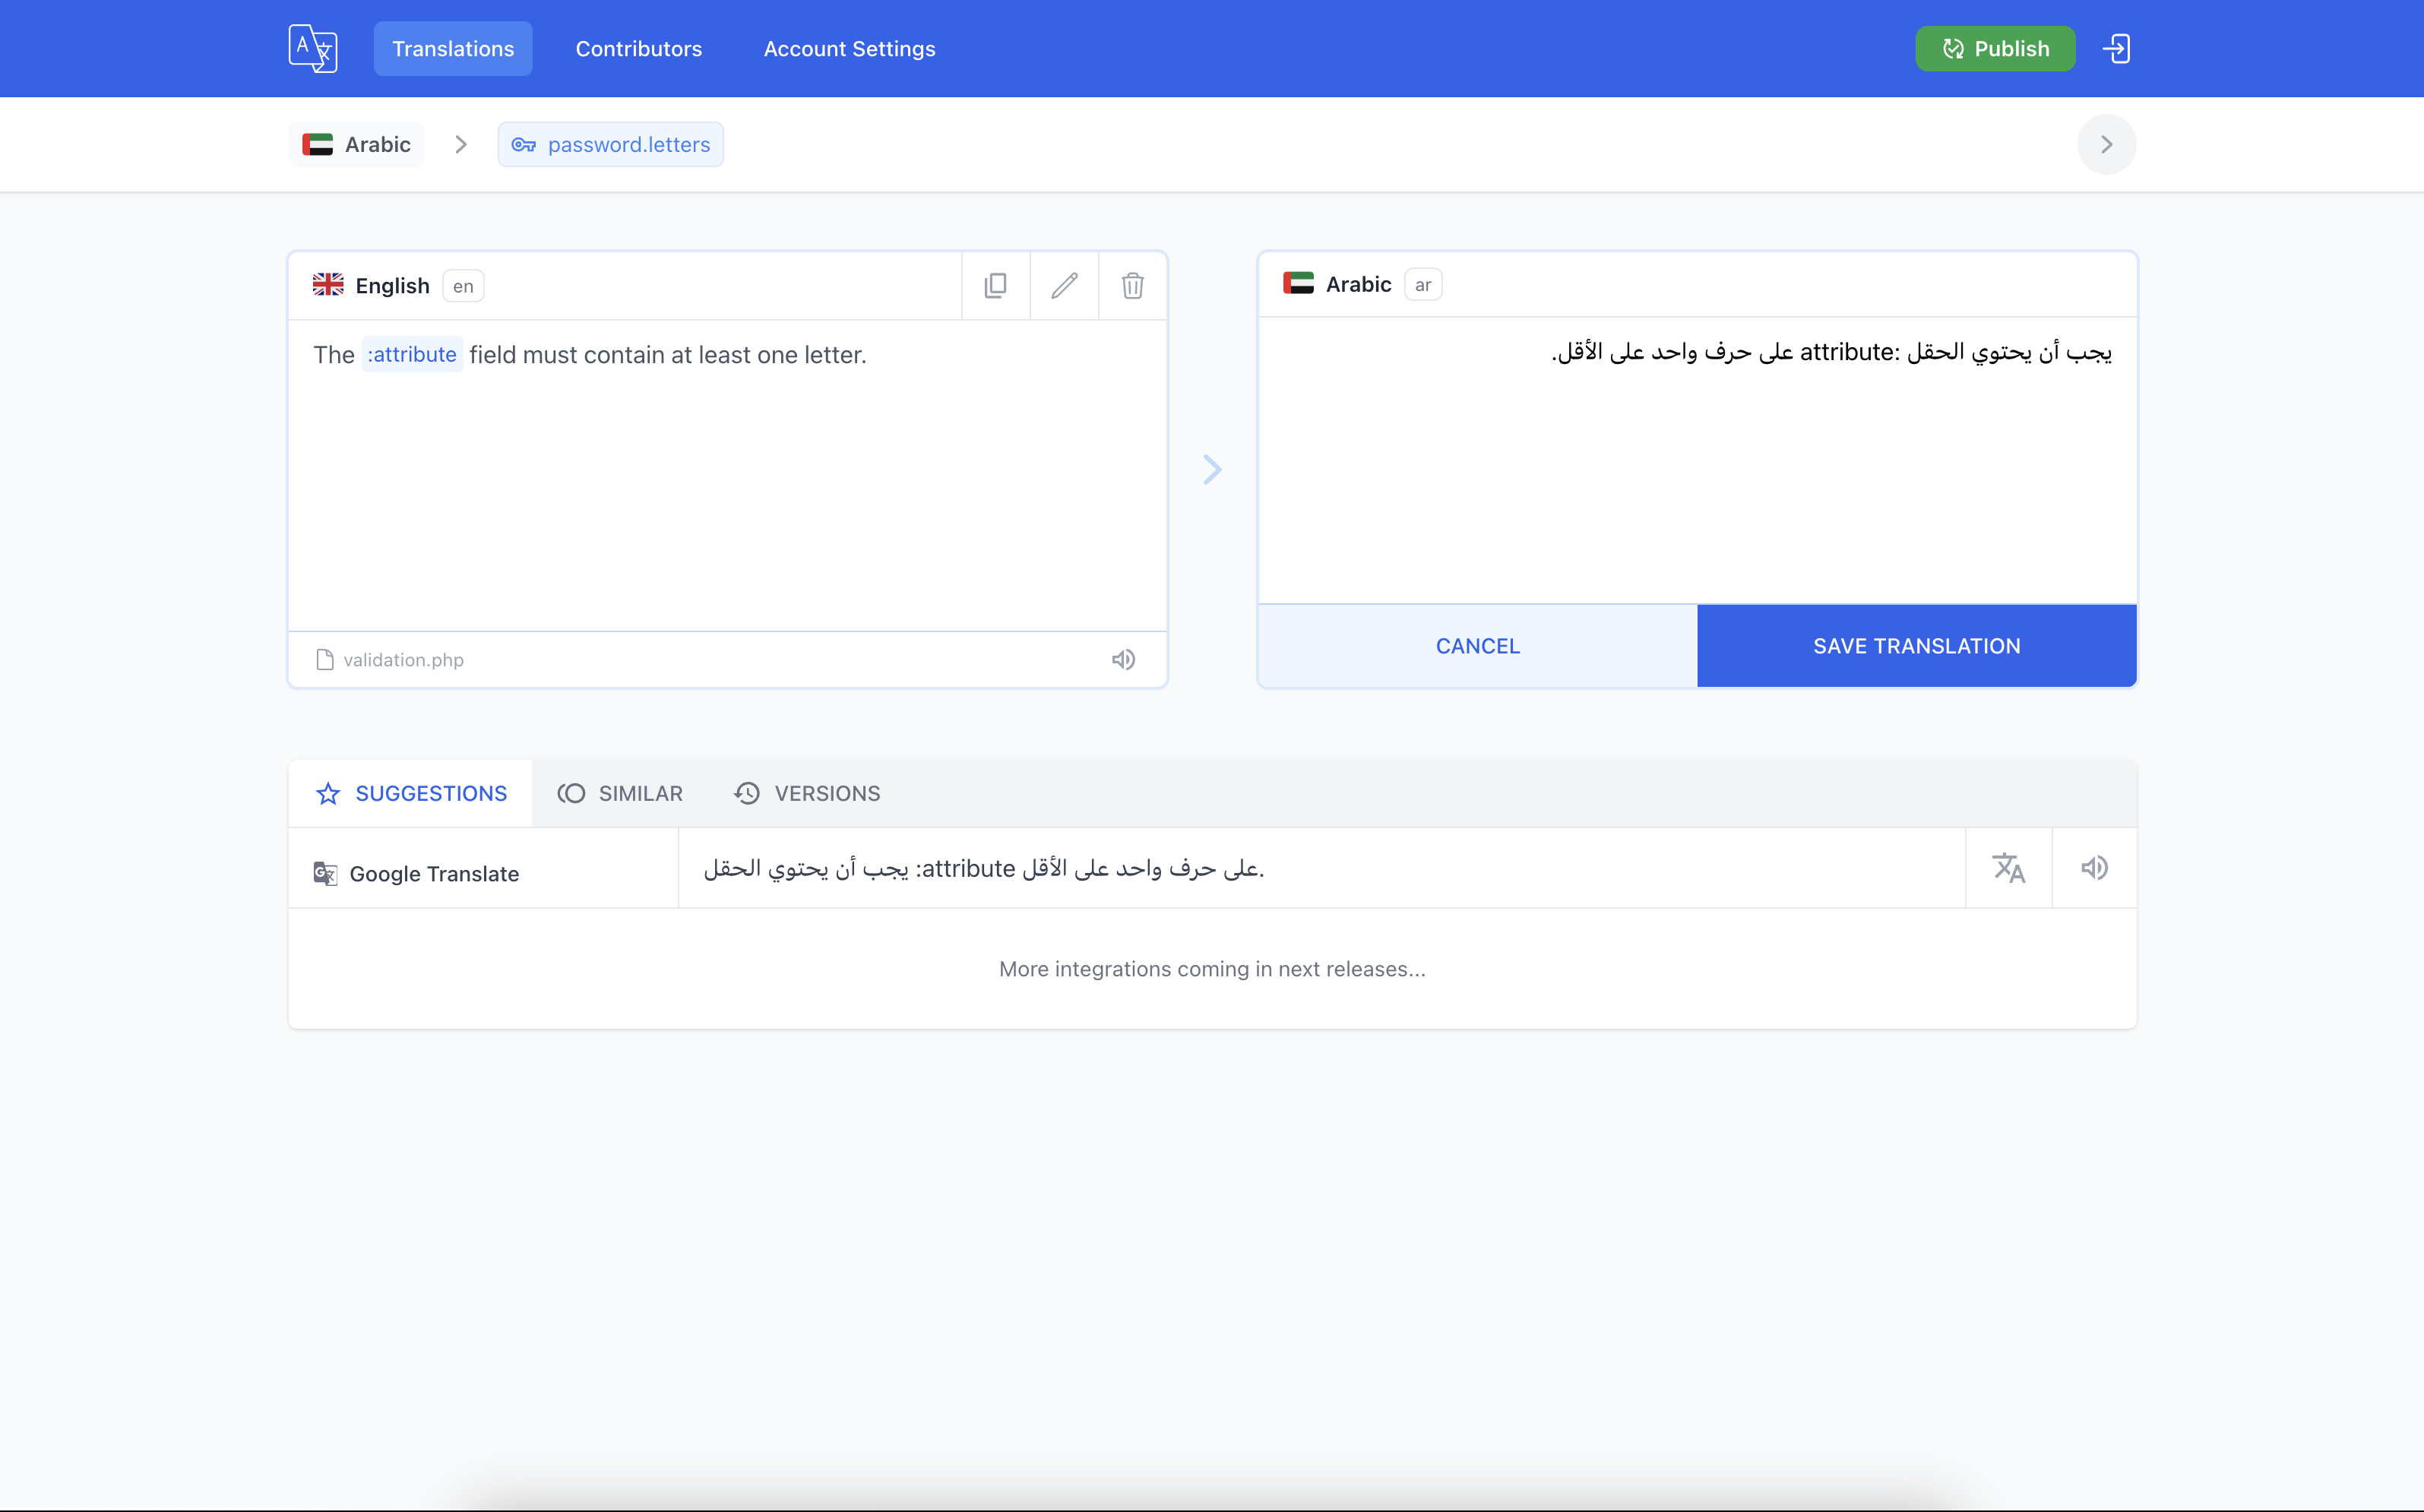 Translations
Contributors
Account Settings
Publish
Arabic
password.letters
English en
The :attribute field must contain at least one letter.
validation.php
Arabic ar
يجب أن يحتوي الحقل :attribute على حرف واحد على الأقل.
CANCEL
SAVE TRANSLATION
SUGGESTIONS
SIMILAR
VERSIONS
Google Translate
يجب أن يحتوي الحقل :attribute على حرف واحد على الأقل.
More integrations coming in next releases...